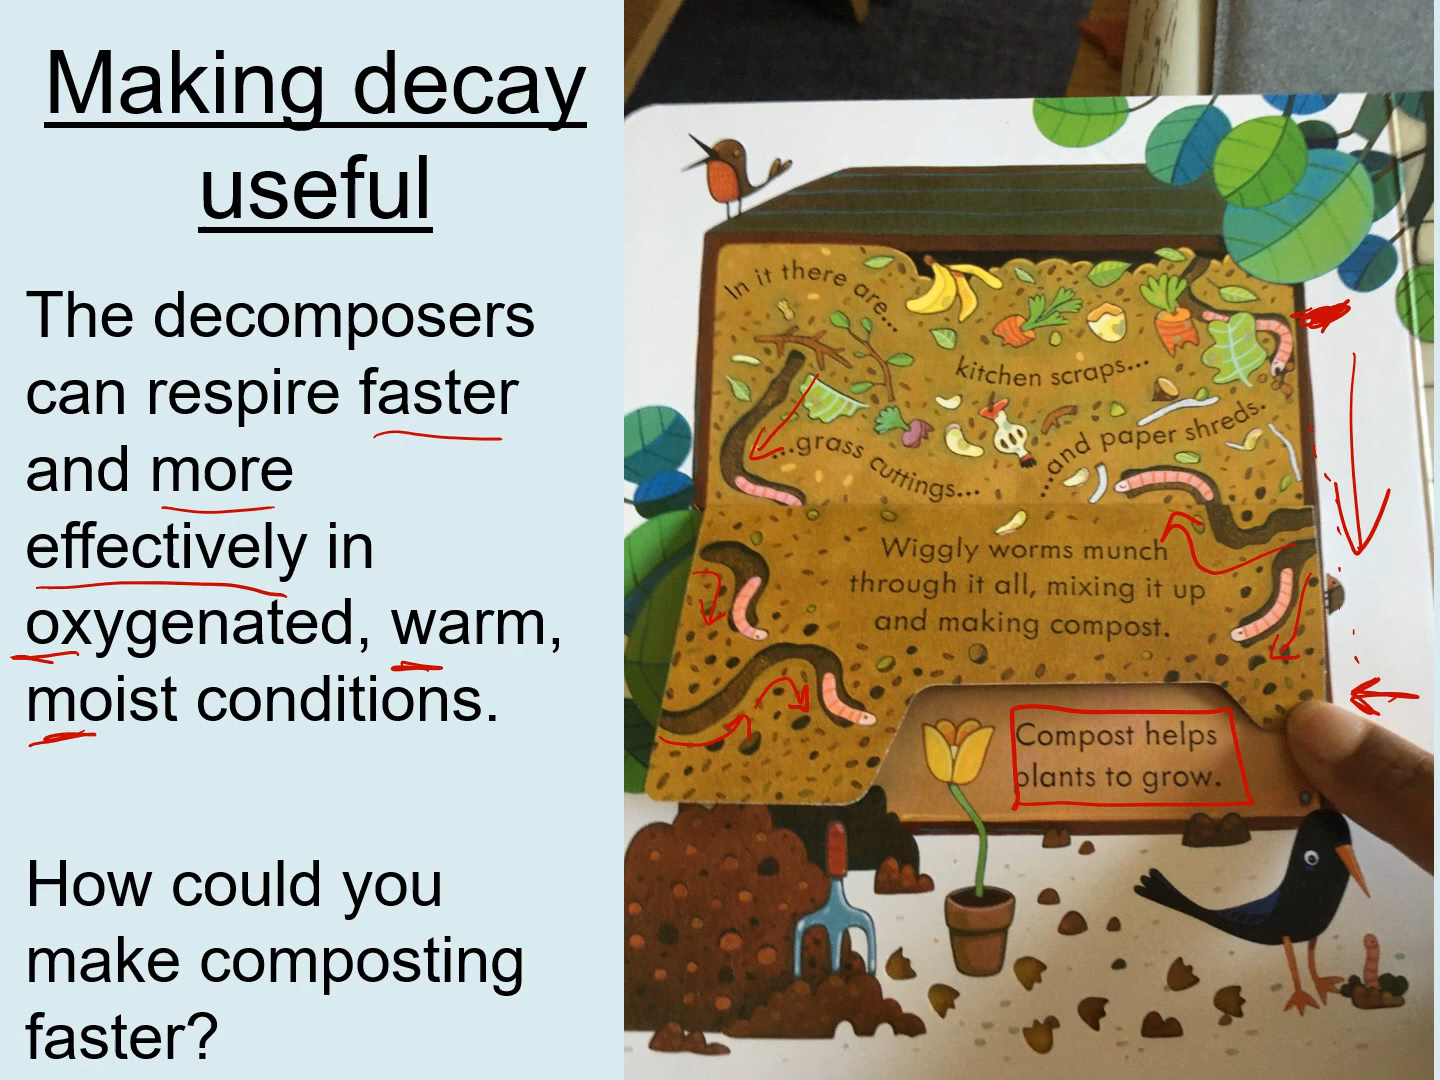 Making decay
useful
The decomposers
can respire faster
and more
effectively in
oxygenated, warm,
moist conditions.
How could you
make composting
faster?
In it there are...
kitchen scraps...
...grass cuttings...
...and paper shreds.
Wiggly worms munch
through it all, mixing it up
and making compost.
Compost helps
plants to grow.